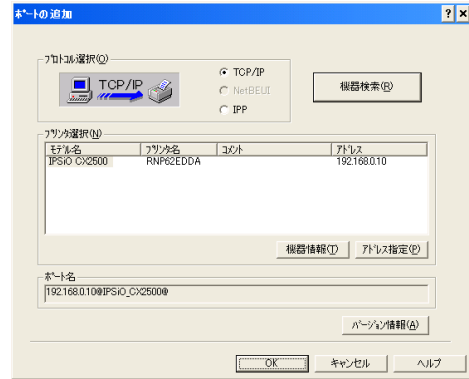 ﾎﾟｰﾄの追加
ﾌﾟﾛﾄｺﾙ選択(O)
TCP/IP
TCP/IP
NetBEUI
IPP
機器検索(R)
ﾌﾟﾘﾝﾀ選択(N)
ﾓﾃﾞﾙ名 ﾌﾟﾘﾝﾀ名 ｺﾒﾝﾄ ｱﾄﾞﾚｽ
IPSiO CX2500 RNP62EDDA 192.168.0.10
機器情報(T) ｱﾄﾞﾚｽ指定(P)
ﾎﾟｰﾄ名
192.168.0.10@IPSiO_CX2500@
ﾊﾞｰｼﾞｮﾝ情報(A)
OK キャンセル ヘルプ